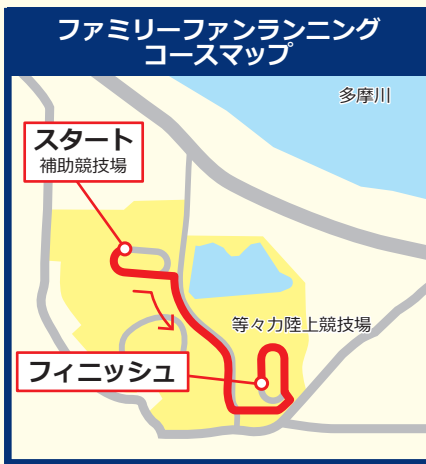 ファミリーファンランニング
コースマップ
多摩川
スタート
補助競技場
等々力陸上競技場
フィニッシュ